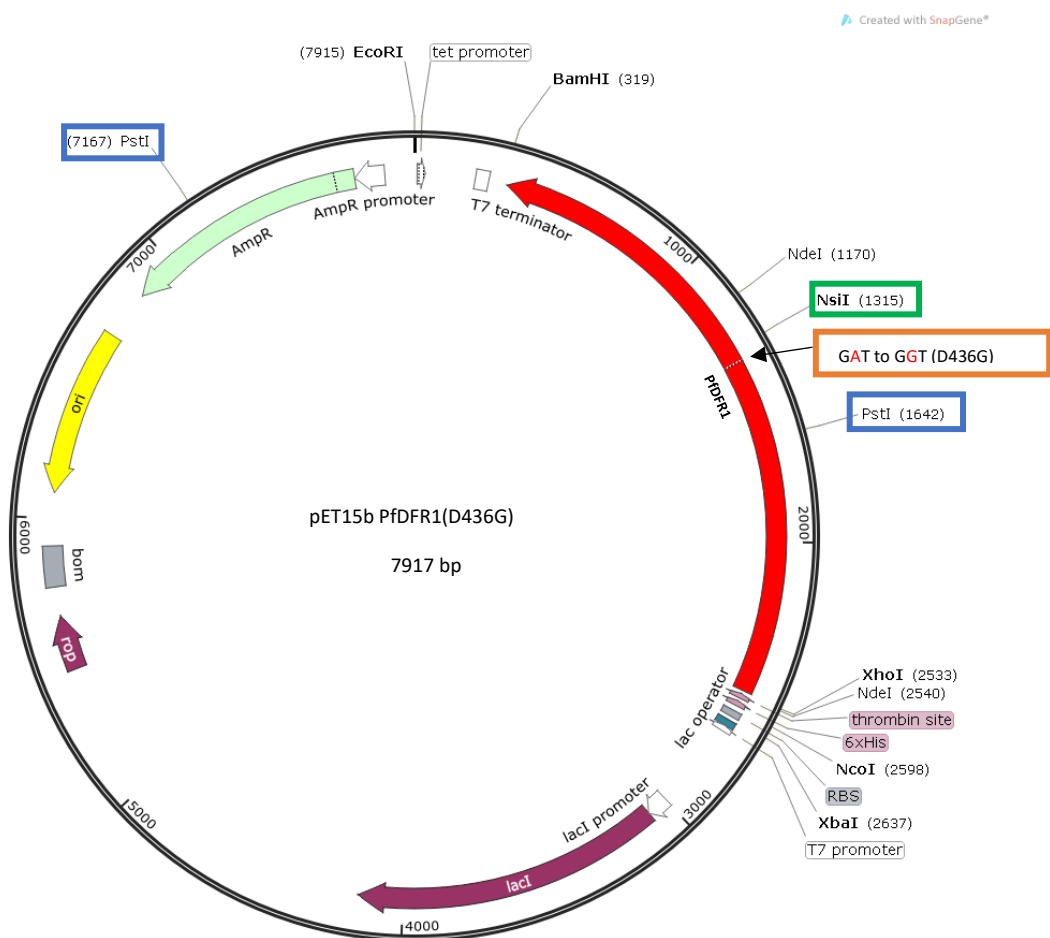 Created with SnapGene®
(7915) EcoRI
tet promoter
BamHI (319)
(7167) PstI
AmpR promoter
T7 terminator
AmpR
7000
1000
NdeI (1170)
NsiI (1315)
GAT to GGT (D436G)
PfDFR1
PstI (1642)
ori
pET15b PfDFR1(D436G)
7917 bp
6000
2000
bom
rop
lac operator
XhoI (2533)
NdeI (2540)
thrombin site
6xHis
NcoI (2598)
RBS
XbaI (2637)
T7 promoter
lacI promoter
3000
5000
lacI
4000